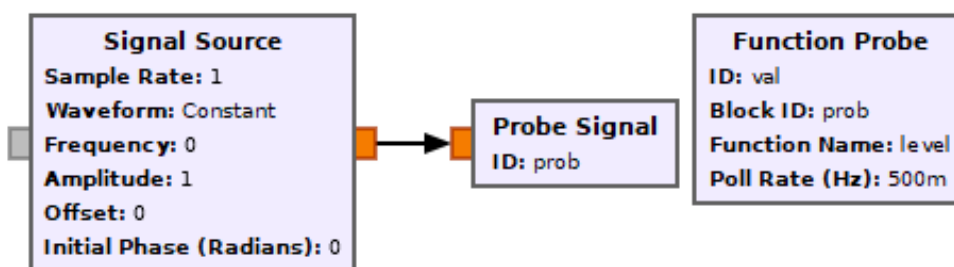 Signal Source
Sample Rate: 1
Waveform: Constant
Frequency: 0
Amplitude: 1
Offset: 0
Initial Phase (Radians): 0
Probe Signal
ID: prob
Function Probe
ID: val
Block ID: prob
Function Name: level
Poll Rate (Hz): 500m